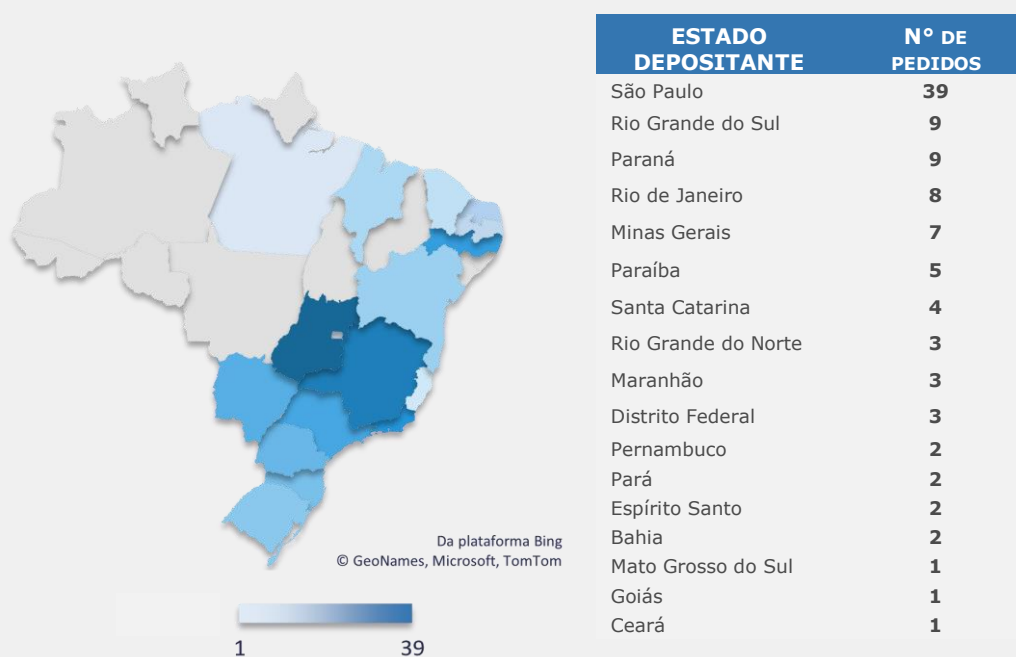 ESTADO DEPOSITANTE N° DE PEDIDOS
São Paulo 39
Rio Grande do Sul 9
Paraná 9
Rio de Janeiro 8
Minas Gerais 7
Paraíba 5
Santa Catarina 4
Rio Grande do Norte 3
Maranhão 3
Distrito Federal 3
Pernambuco 2
Pará 2
Espírito Santo 2
Bahia 2
Mato Grosso do Sul 1
Goiás 1
Ceará 1
Da plataforma Bing
© GeoNames, Microsoft, TomTom
1 39